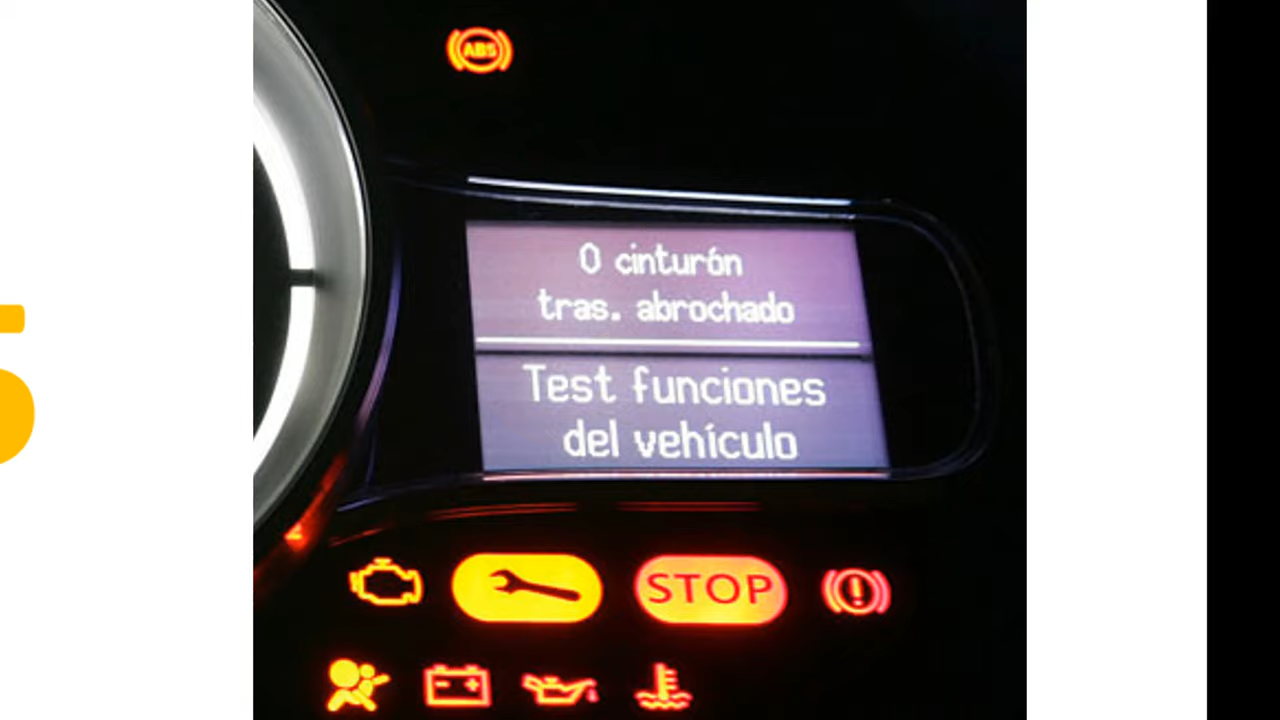 ABS
0 cinturón
tras. abrochado
Test funciones
del vehículo
STOP